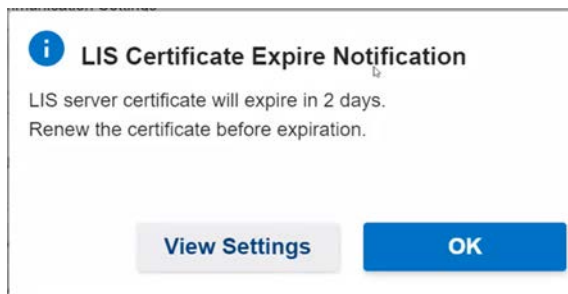 LIS Certificate Expire Notification
LIS server certificate will expire in 2 days.
Renew the certificate before expiration.
View Settings
OK